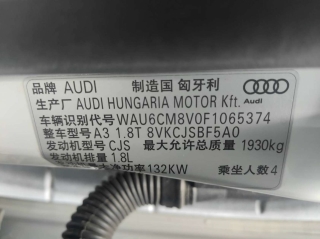 品牌 AUDI 制造国 匈牙利
Audi
生产厂 AUDI HUNGARIA MOTOR Kft.
车辆识别代号 WAU6CM8V0F1065374
整车型号 A3 1.8T 8VKCJSBF5A0
发动机型号 CJS 最大允许总质量 1930kg
发动机排量 1.8L
净功率 132KW 乘坐人数 4